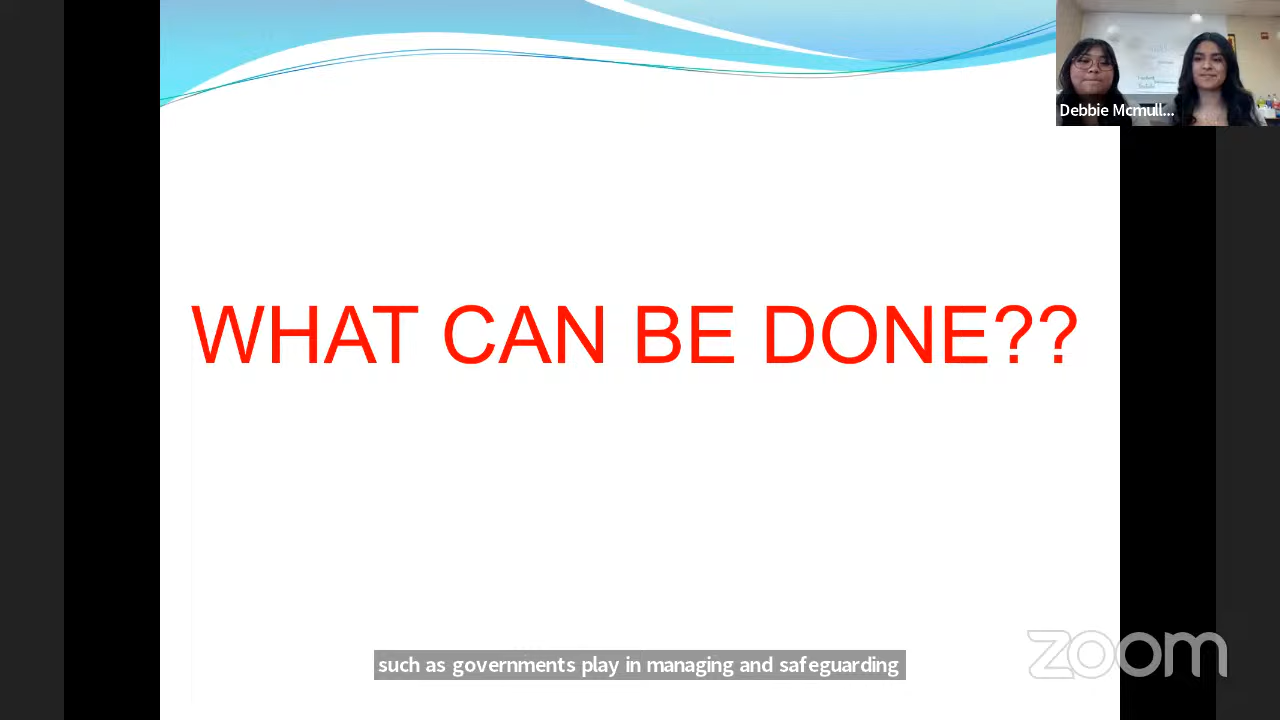 Debbie Mcmull...
WHAT CAN BE DONE??
such as governments play in managing and safeguarding
zoom